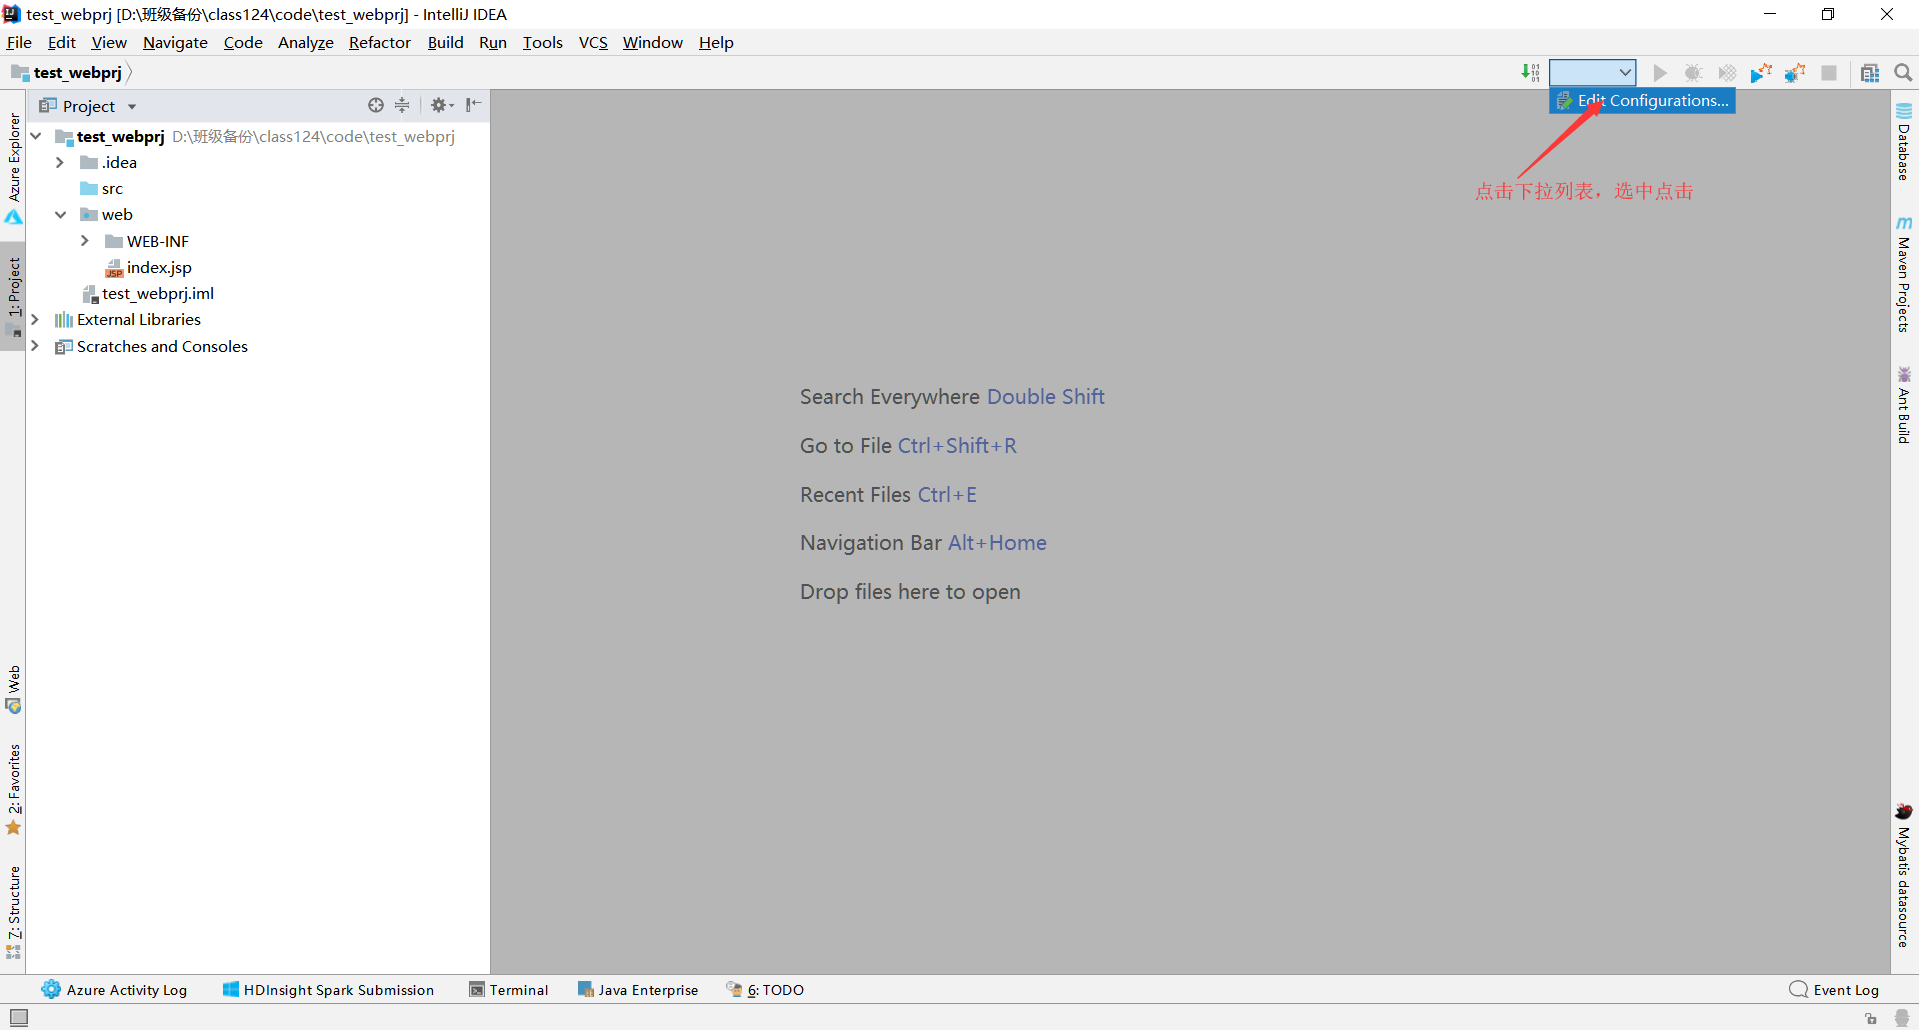 test_webprj [D:\班级备份\class124\code\test_webprj] - IntelliJ IDEA
File Edit View Navigate Code Analyze Refactor Build Run Tools VCS Window Help
test_webprj
Edit Configurations...
点击下拉列表，选中点击
Project
test_webprj D:\班级备份\class124\code\test_webprj
.idea
src
web
WEB-INF
index.jsp
test_webprj.iml
External Libraries
Scratches and Consoles
Search Everywhere Double Shift
Go to File Ctrl+Shift+R
Recent Files Ctrl+E
Navigation Bar Alt+Home
Drop files here to open
Azure Explorer
1: Project
Web
2: Favorites
7: Structure
Database
Maven Projects
Ant Build
Mybatis datasource
Azure Activity Log HDInsight Spark Submission Terminal Java Enterprise 6: TODO Event Log